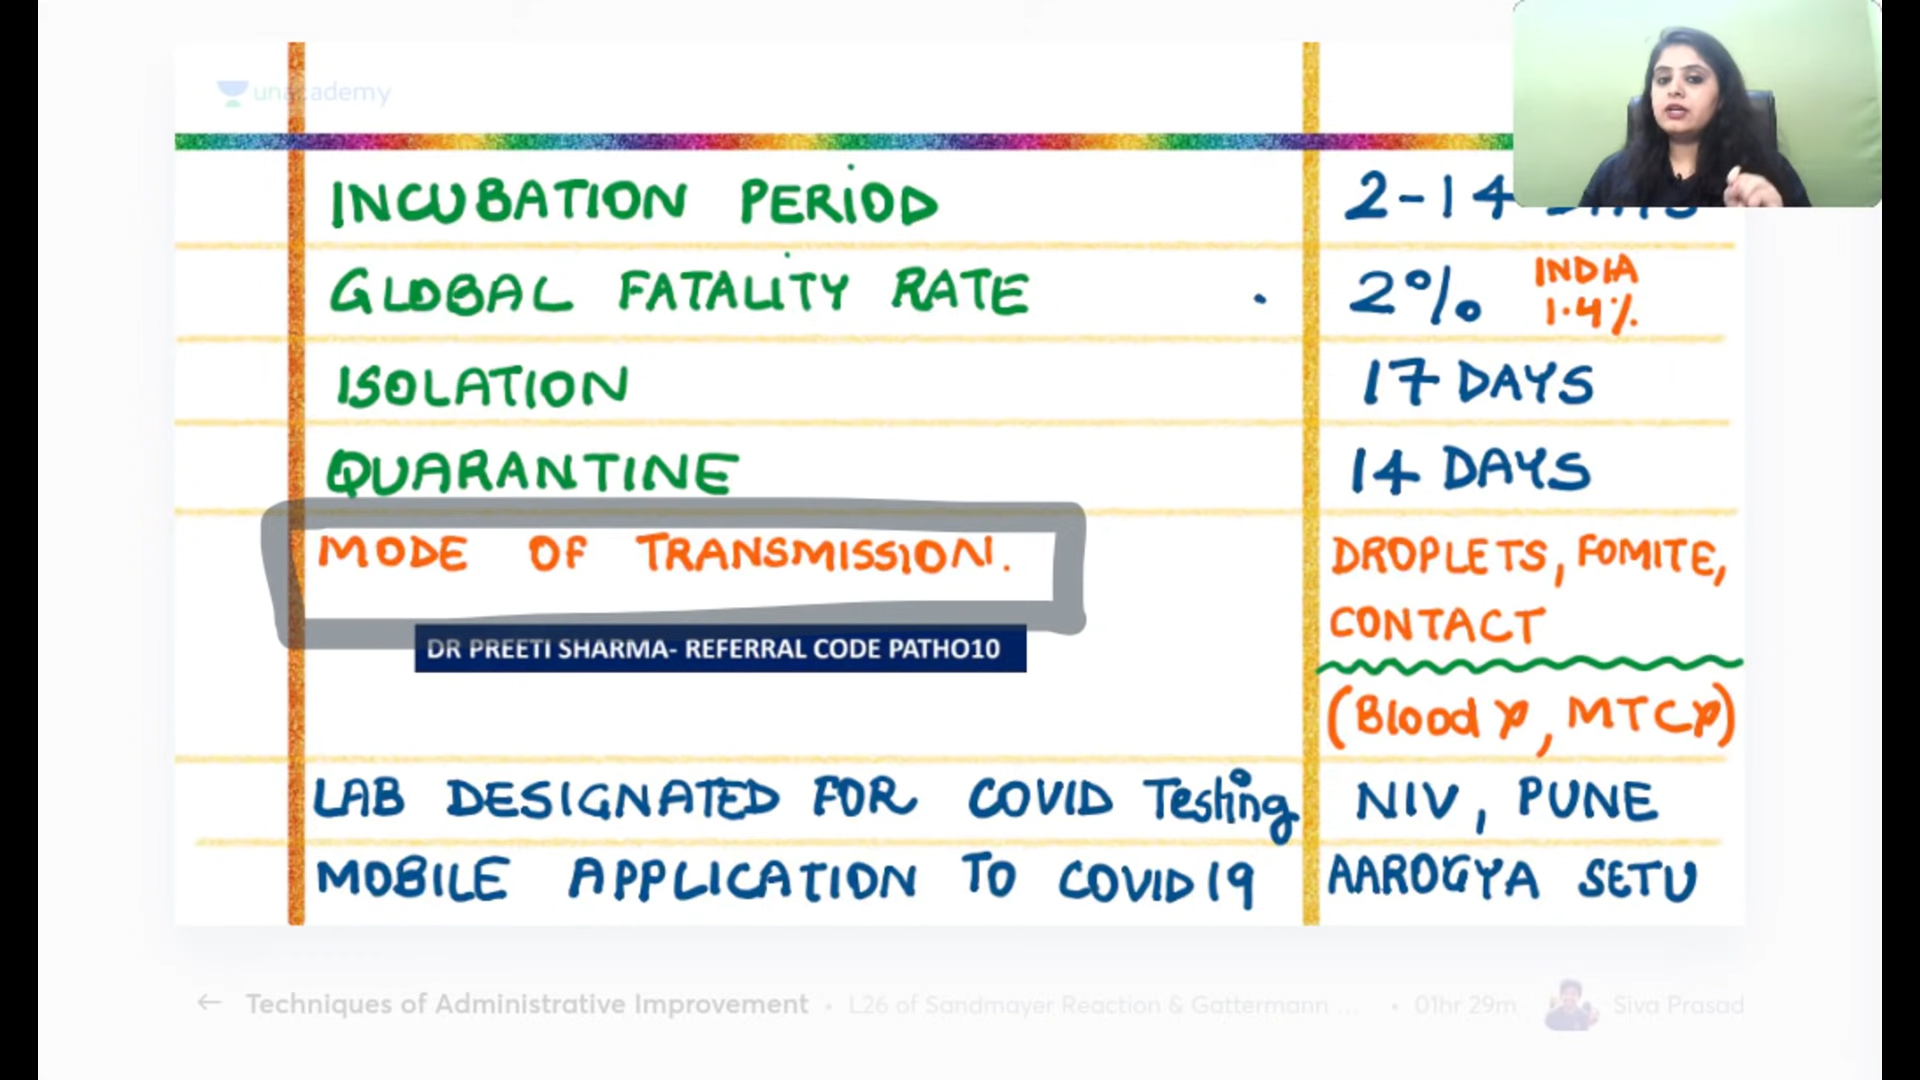 unacademy
INCUBATION PERIOD 2-14 DAYS
GLOBAL FATALITY RATE 2% INDIA 1.4%
ISOLATION 17 DAYS
QUARANTINE 14 DAYS
MODE OF TRANSMISSION. DROPLETS, FOMITE,
CONTACT
DR PREETI SHARMA- REFERRAL CODE PATHO10
(Blood, MTC)
LAB DESIGNATED FOR COVID Testing NIV, PUNE
MOBILE APPLICATION TO COVID19 AAROGYA SETU
← Techniques of Administrative Improvement • L26 of Sandmayer Reaction & Gattermann ... • 01hr 29m Siva Prasad